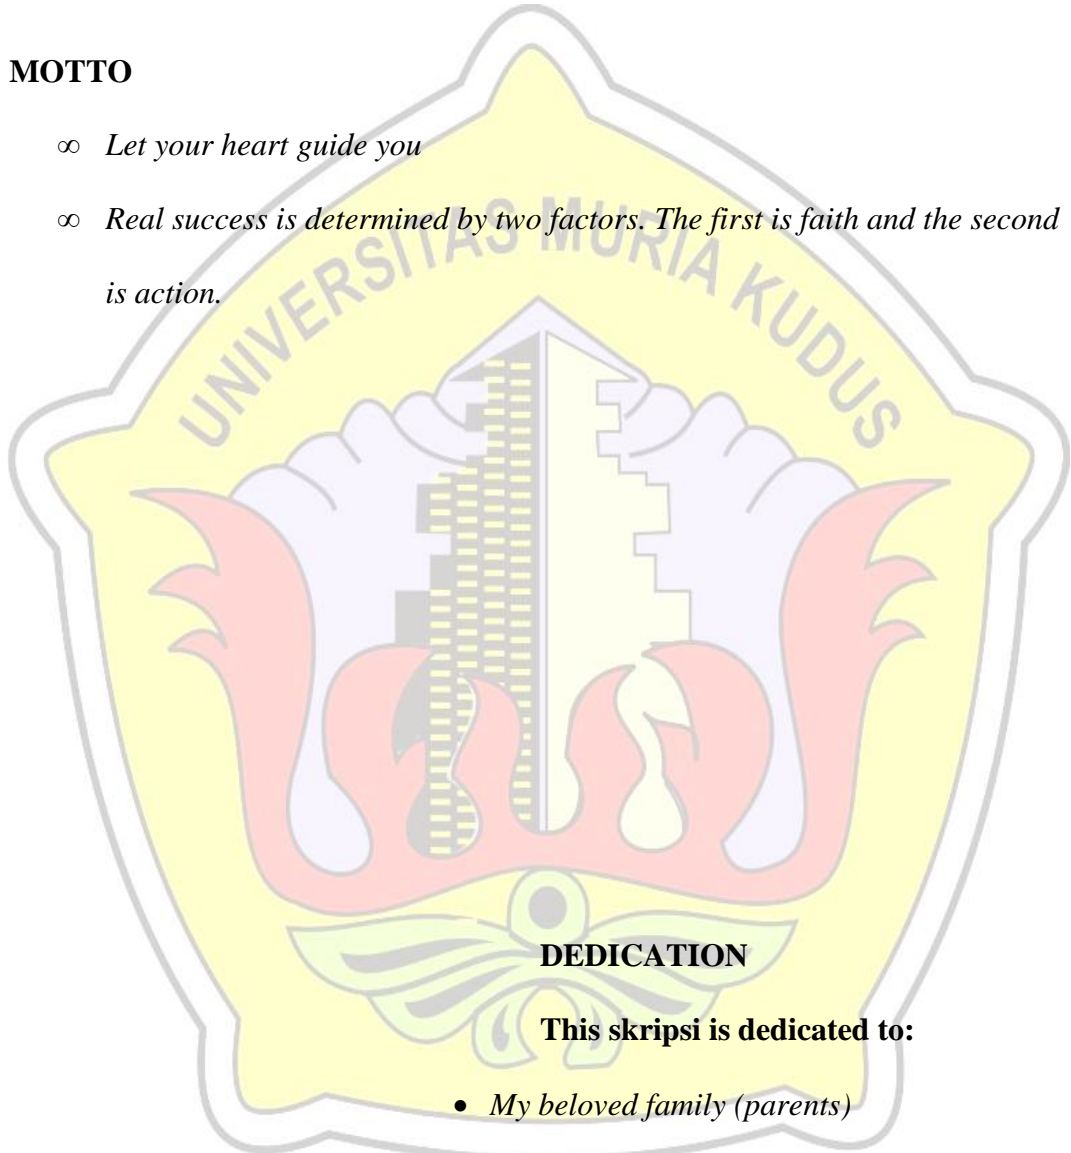 MOTTO
∞ Let your heart guide you
∞ Real success is determined by two factors. The first is faith and the second
is action.
UNIVERSITAS MURIA KUDUS
DEDICATION
This skripsi is dedicated to:
• My beloved family (parents)